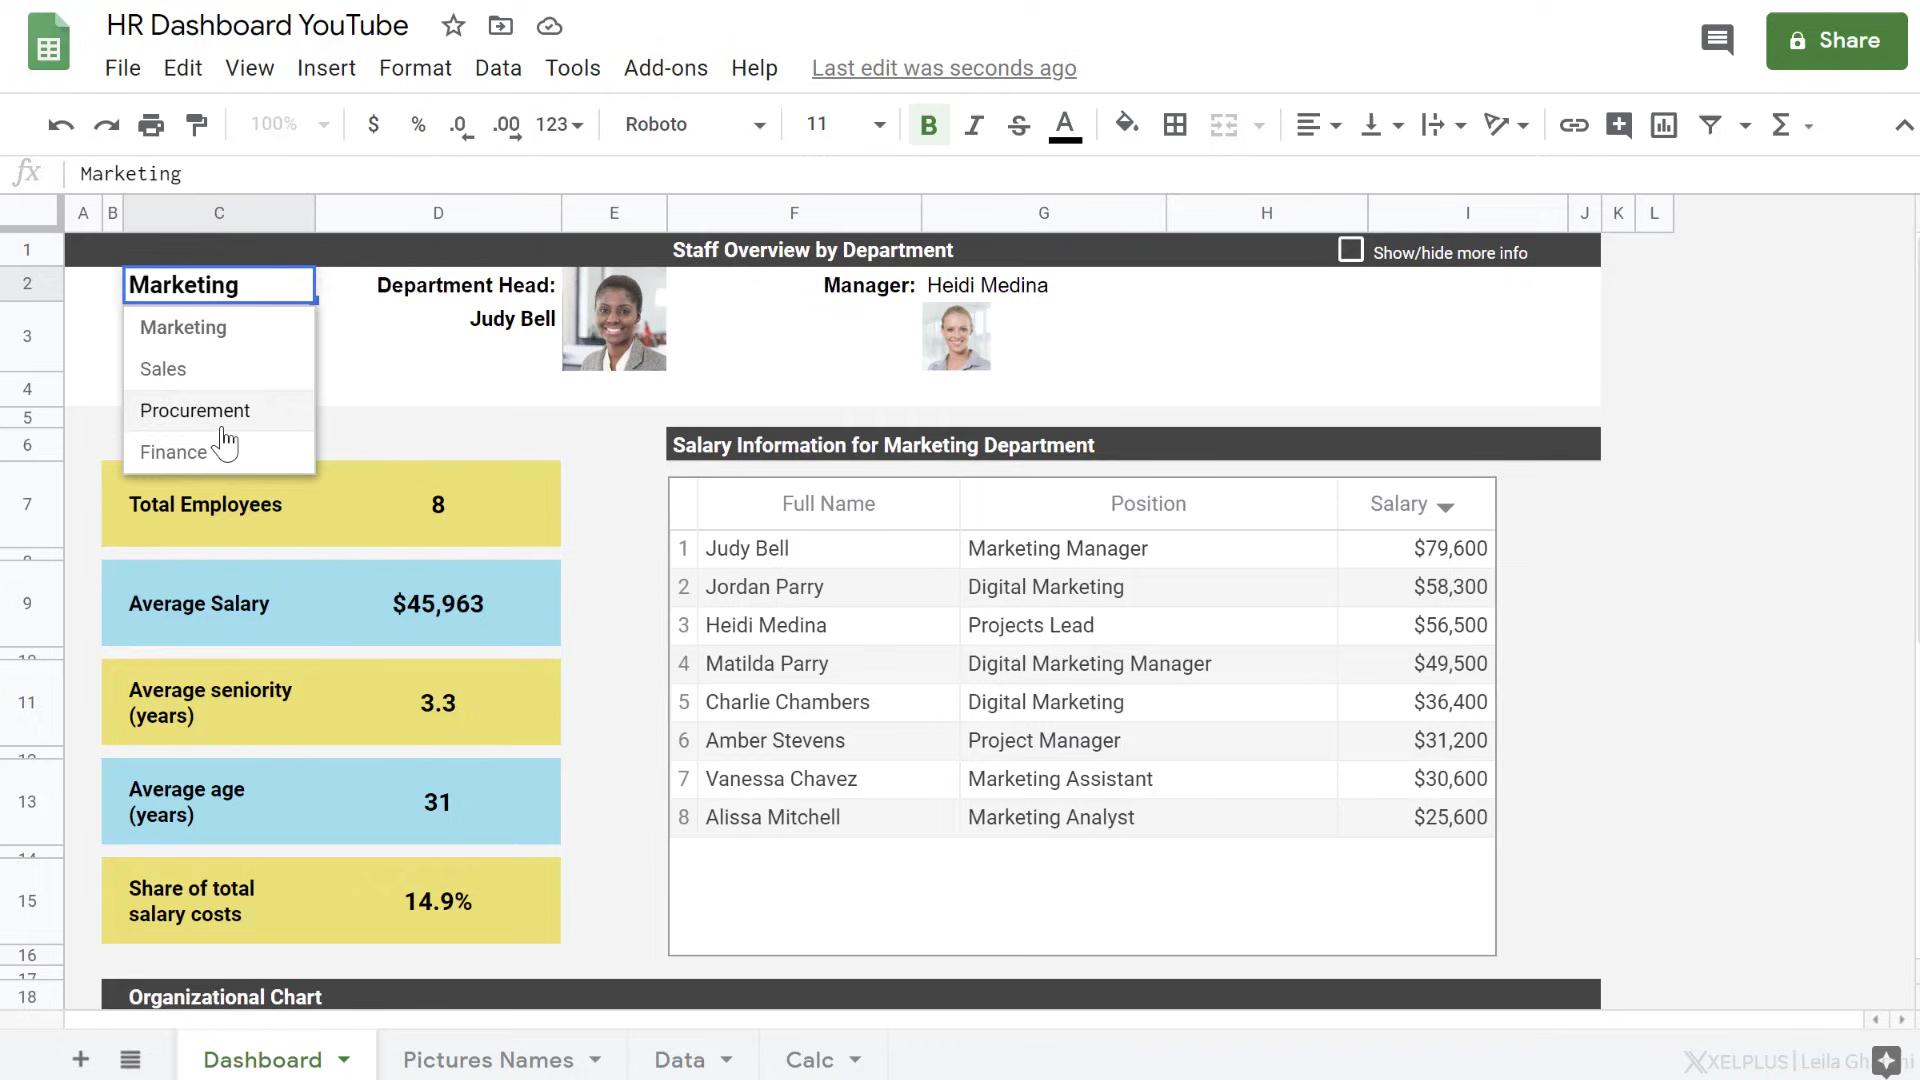 HR Dashboard YouTube
Share
File Edit View Insert Format Data Tools Add-ons Help Last edit was seconds ago
100% $ % .0 .00 123 Roboto 11 B I S A Σ
fx Marketing
A B C D E F G H I J K L
1 Staff Overview by Department Show/hide more info
2 Marketing Department Head: Manager: Heidi Medina
3 Marketing Judy Bell
Sales
4
5 Procurement
6 Finance Salary Information for Marketing Department
7 Total Employees 8
Full Name Position Salary
1 Judy Bell Marketing Manager $79,600
2 Jordan Parry Digital Marketing $58,300
9 Average Salary $45,963
3 Heidi Medina Projects Lead $56,500
4 Matilda Parry Digital Marketing Manager $49,500
11 Average seniority
(years) 3.3
5 Charlie Chambers Digital Marketing $36,400
6 Amber Stevens Project Manager $31,200
7 Vanessa Chavez Marketing Assistant $30,600
13 Average age
(years) 31
8 Alissa Mitchell Marketing Analyst $25,600
15 Share of total
salary costs 14.9%
16
17
18 Organizational Chart
Dashboard Pictures Names Data Calc
XELPLUS | Leila